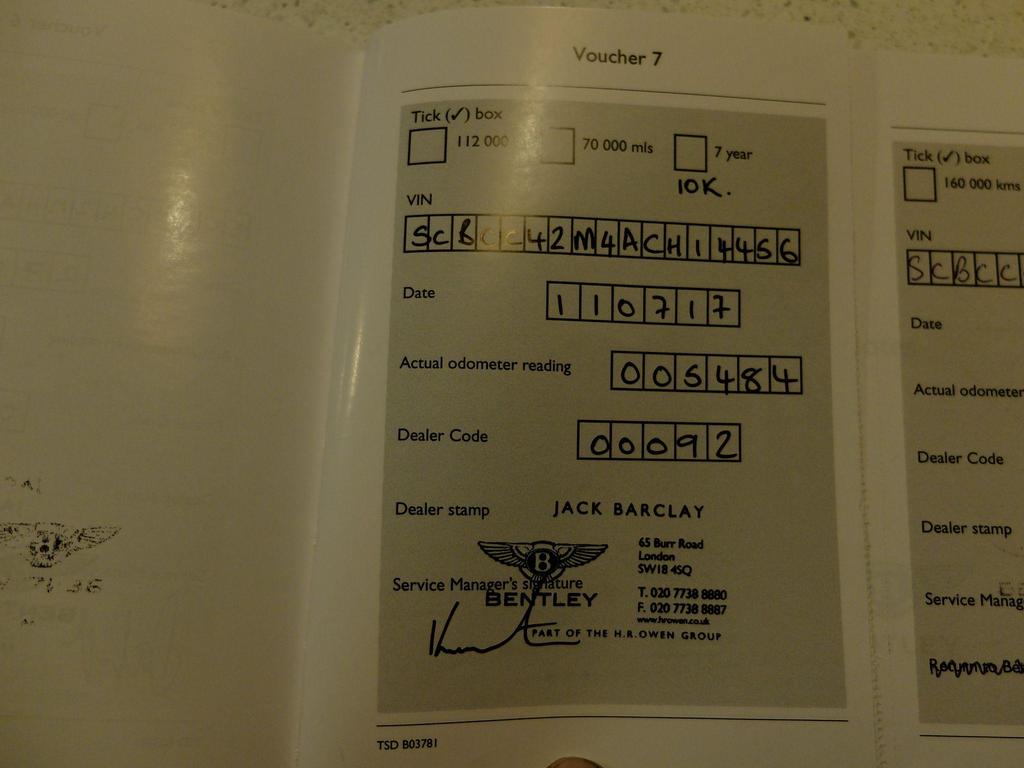 Voucher 7
Tick (✓) box
112 000
70 000 mls
7 year
10K.
VIN
SCBCC42M4ACH14456
Date
110717
Actual odometer reading
005484
Dealer Code
00092
Dealer stamp
JACK BARCLAY
65 Burr Road
London
SW18 4SQ
T. 020 7738 8880
F. 020 7738 8887
www.hrowen.co.uk
B
BENTLEY
PART OF THE H.R.OWEN GROUP
Service Manager's signature
TSD B03781
Tick (✓) box
160 000 kms
VIN
SCBCC
Date
Actual odometer
Dealer Code
Dealer stamp
Service Manag